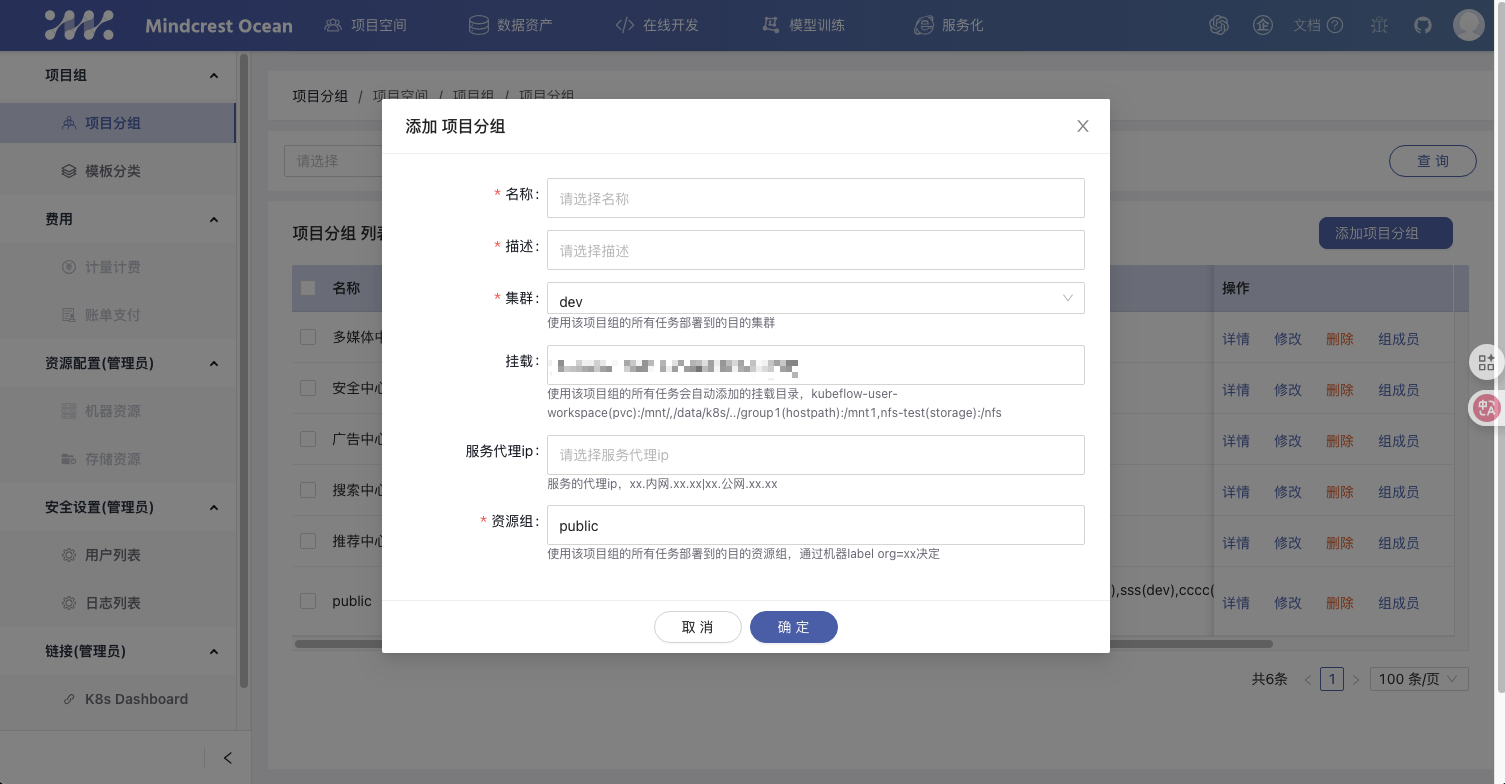 Mindcrest Ocean
项目空间
数据资产
在线开发
模型训练
服务化
文档
项目组
项目分组
模板分类
费用
计量计费
账单支付
资源配置(管理员)
机器资源
存储资源
安全设置(管理员)
用户列表
日志列表
链接(管理员)
K8s Dashboard
项目分组 / 项目空间 / 项目组 / 项目分组
请选择
查 询
项目分组 列表
添加项目分组
名称
操作
多媒体中
详情 修改 删除 组成员
安全中心
详情 修改 删除 组成员
广告中心
详情 修改 删除 组成员
搜索中心
详情 修改 删除 组成员
推荐中心
详情 修改 删除 组成员
public
),sss(dev),cccc(
详情 修改 删除 组成员
共6条
1
100 条/页
添加 项目分组
* 名称:
请选择名称
* 描述:
请选择描述
* 集群:
dev
使用该项目组的所有任务部署到的目的集群
挂载:
使用该项目组的所有任务会自动添加的挂载目录，kubeflow-user-
workspace(pvc):/mnt/,/data/k8s/../group1(hostpath):/mnt1,nfs-test(storage):/nfs
服务代理ip:
请选择服务代理ip
服务的代理ip，xx.内网.xx.xx|xx.公网.xx.xx
* 资源组:
public
使用该项目组的所有任务部署到的目的资源组，通过机器label org=xx决定
取 消
确 定